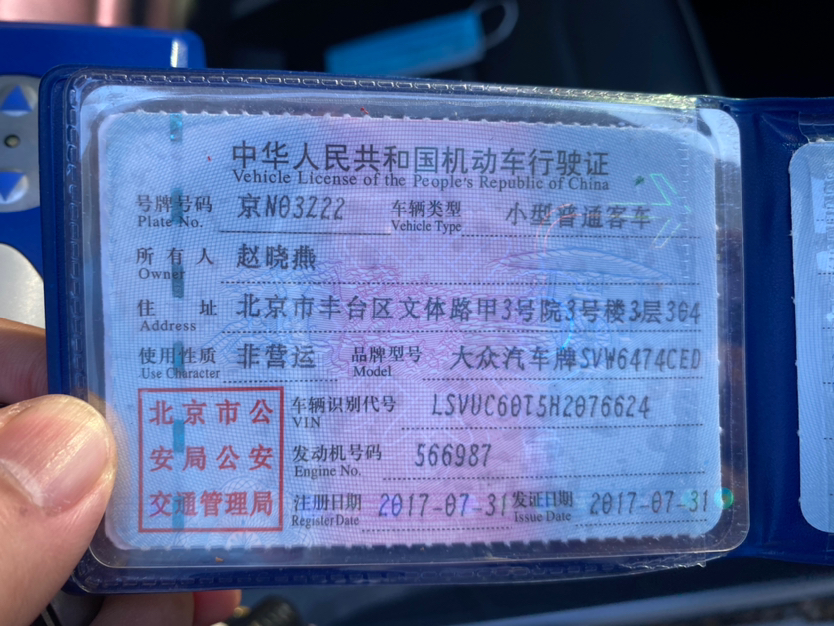 中华人民共和国机动车行驶证
Vehicle License of the People's Republic of China
号牌号码 京N03Z22 车辆类型 小型普通客车
Plate No. Vehicle Type
所有人 赵晓燕
Owner
住址 北京市丰台区文体路甲3号院3号楼3层304
Address
使用性质 非营运 品牌型号 大众汽车牌SVW6474CED
Use Character Model
北京市公
安局公安
交通管理局
车辆识别代号 LSVUC60T5H2076624
VIN
发动机号码 566987
Engine No.
注册日期 2017-07-31 发证日期 2017-07-31
Register Date Issue Date